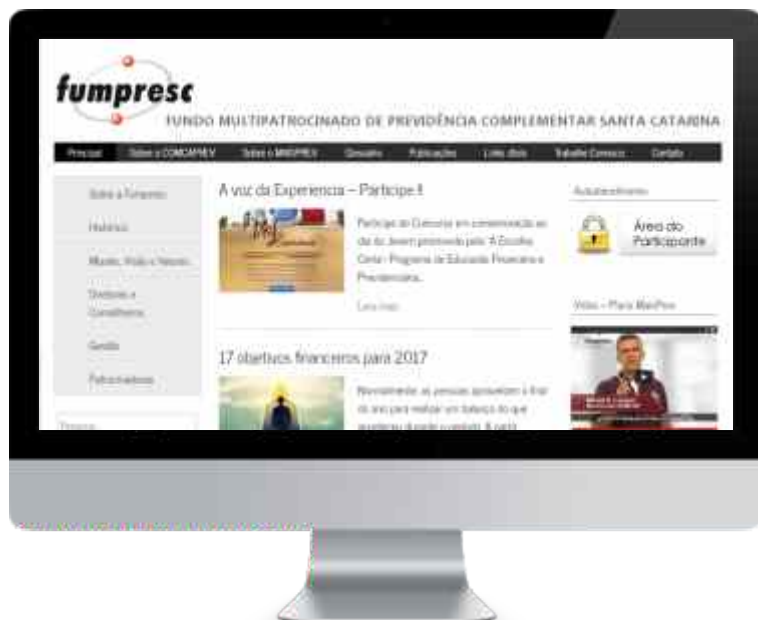 fumpresc
FUNDO MULTIPATROCINADO DE PREVIDÊNCIA COMPLEMENTAR SANTA CATARINA
Principal Sobre o COMCAPREV Sobre o MAISPREV Glossário Publicações Links úteis Trabalhe Conosco Contato
Sobre a Fumpresc
Histórico
Missão, Visão e Valores
Diretoria e
Conselheiros
Gestão
Patrocinadoras
Pesquisa
A voz da Experiencia – Participe !!
Participe do Concurso em comemoração ao
dia do Jovem promovido pelo "A Escolha
Certa - Programa de Educação Financeira e
Previdenciária...
Leia mais
17 objetivos financeiros para 2017
Normalmente as pessoas aproveitam o final
do ano para realizar um balanço do que
Autoatendimento
Área do
Participante
Vídeo – Plano MaisPrev